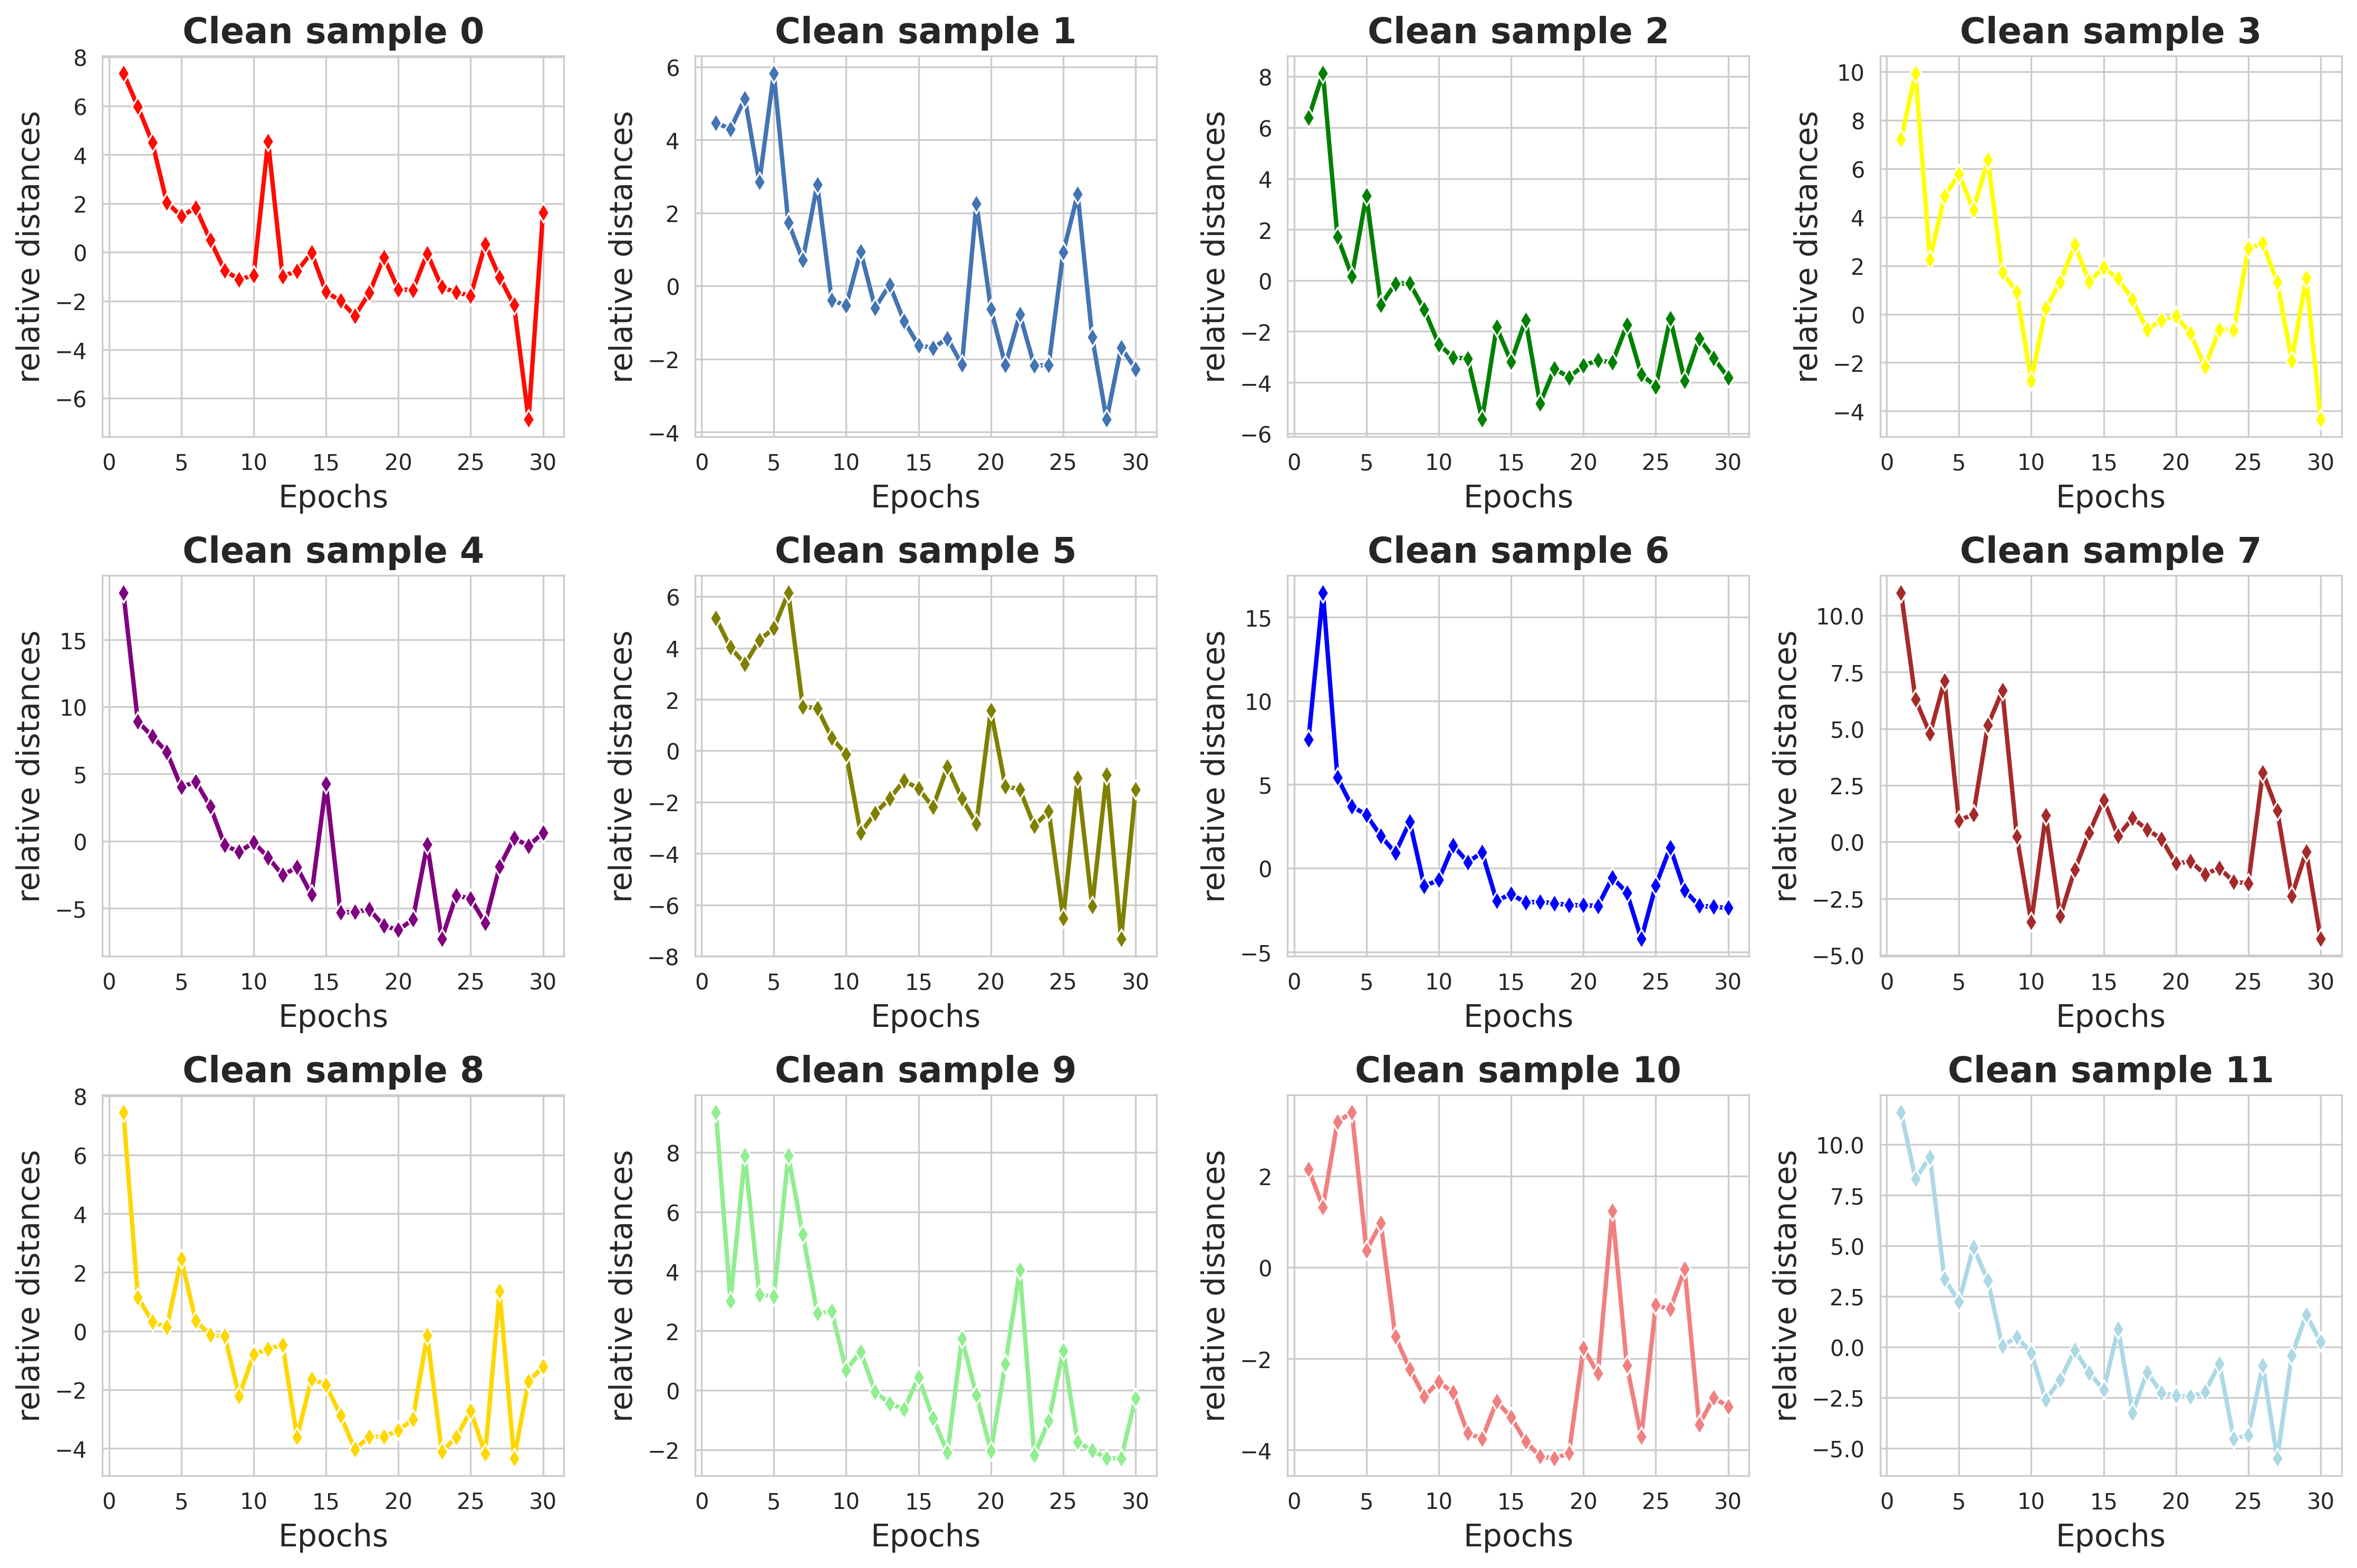 Clean sample 0
relative distances
8
6
4
2
0
−2
−4
−6
0 5 10 15 20 25 30
Epochs
Clean sample 1
relative distances
6
4
2
0
−2
−4
0 5 10 15 20 25 30
Epochs
Clean sample 2
relative distances
8
6
4
2
0
−2
−4
−6
0 5 10 15 20 25 30
Epochs
Clean sample 3
relative distances
10
8
6
4
2
0
−2
−4
0 5 10 15 20 25 30
Epochs
Clean sample 4
relative distances
15
10
5
0
−5
0 5 10 15 20 25 30
Epochs
Clean sample 5
relative distances
6
4
2
0
−2
−4
−6
−8
0 5 10 15 20 25 30
Epochs
Clean sample 6
relative distances
15
10
5
0
−5
0 5 10 15 20 25 30
Epochs
Clean sample 7
relative distances
10.0
7.5
5.0
2.5
0.0
−2.5
−5.0
0 5 10 15 20 25 30
Epochs
Clean sample 8
relative distances
8
6
4
2
0
−2
−4
0 5 10 15 20 25 30
Epochs
Clean sample 9
relative distances
8
6
4
2
0
−2
0 5 10 15 20 25 30
Epochs
Clean sample 10
relative distances
2
0
−2
−4
0 5 10 15 20 25 30
Epochs
Clean sample 11
relative distances
10.0
7.5
5.0
2.5
0.0
−2.5
−5.0
0 5 10 15 20 25 30
Epochs